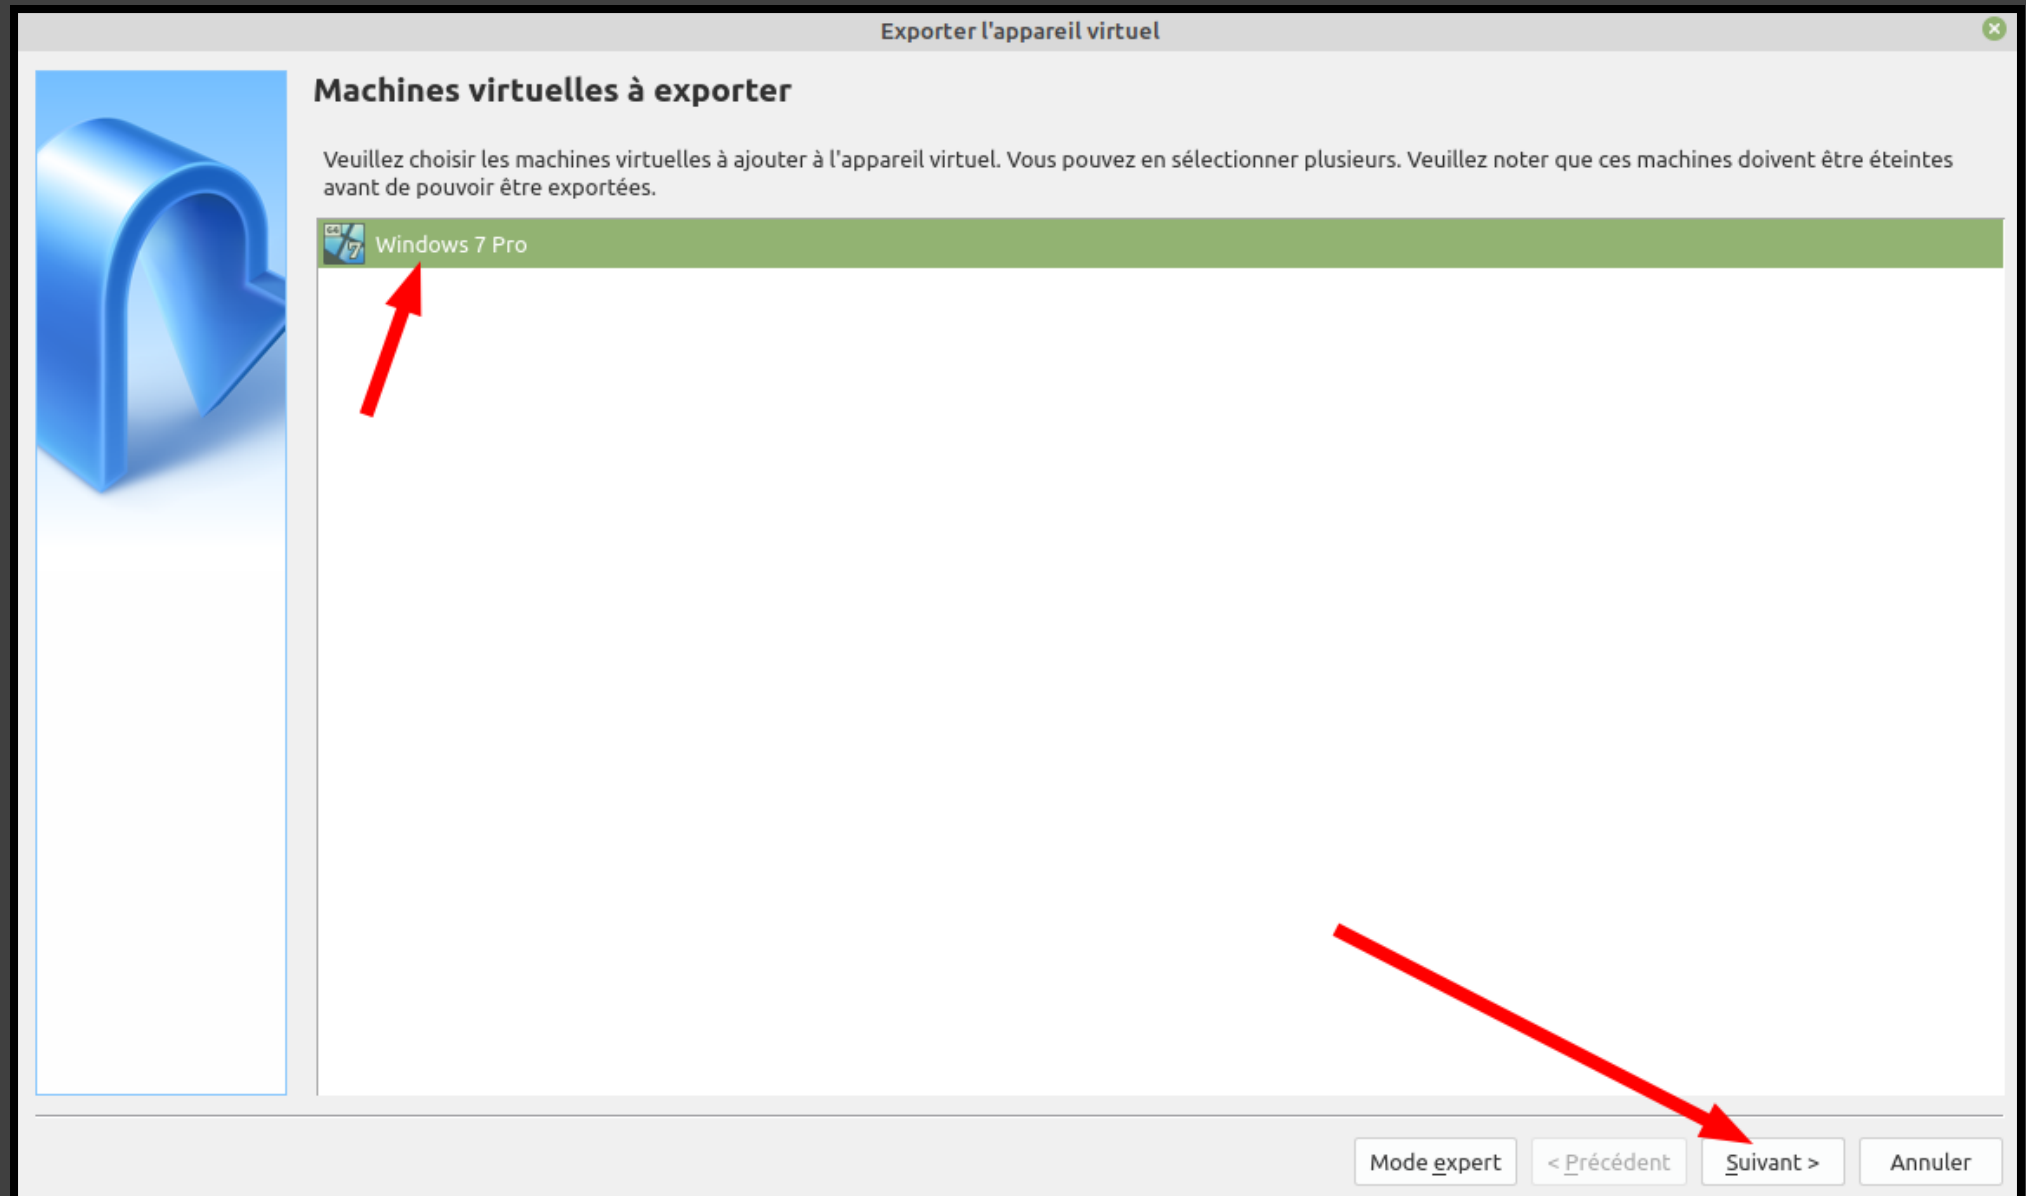 Exporter l'appareil virtuel
Machines virtuelles à exporter
Veuillez choisir les machines virtuelles à ajouter à l'appareil virtuel. Vous pouvez en sélectionner plusieurs. Veuillez noter que ces machines doivent être éteintes
avant de pouvoir être exportées.
64 7 Windows 7 Pro
Mode expert < Précédent Suivant > Annuler